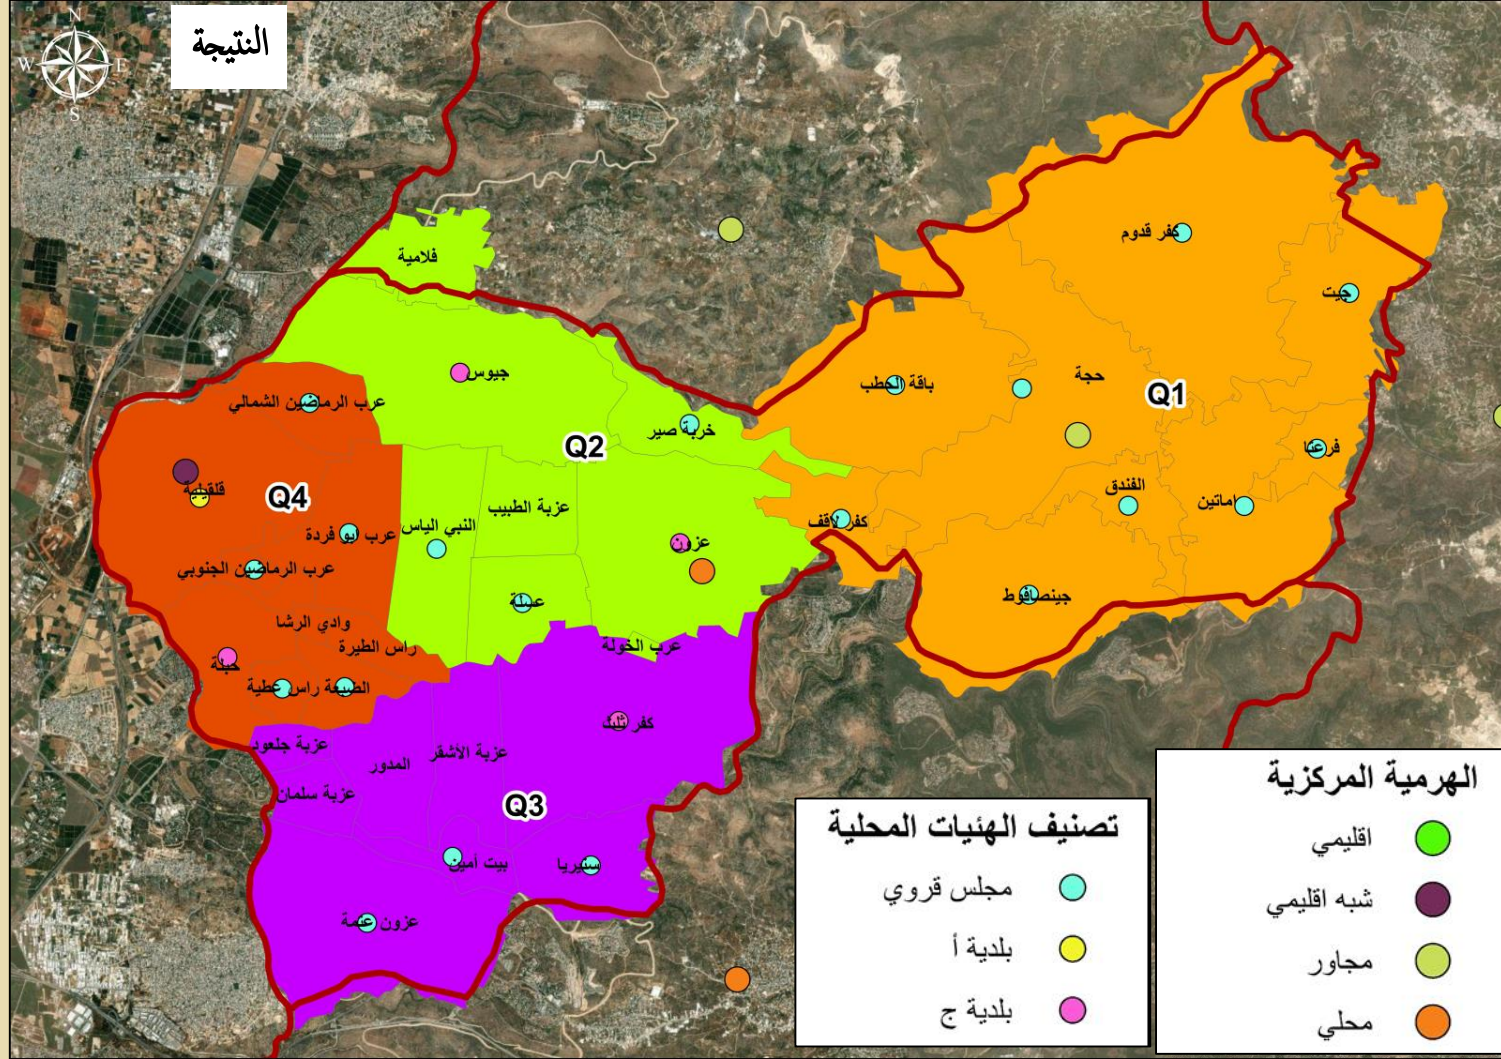 النتيجة
N
W E
S
فلامية
كفر قدوم
جيت
جيوس
باقة الحطب
حجة
Q1
عرب الرماضين الشمالي
خربة صير
Q2
فرعتا
قلقيلية
Q4
عزبة الطبيب
النبي الياس
الفندق
اماتين
كفر لاقف
عرب ابو فردة
عزون
عرب الرماضين الجنوبي
عسلة
جينصافوط
وادي الرشا
راس الطيرة
عرب الخولة
حبلة
راس عطية
الضبعة
كفر ثلث
عزبة جلعود
المدور
عزبة الأشقر
عزبة سلمان
Q3
بيت أمين
سنيريا
عزون عتمة
تصنيف الهئيات المحلية
مجلس قروي
بلدية أ
بلدية ج
الهرمية المركزية
اقليمي
شبه اقليمي
مجاور
محلي